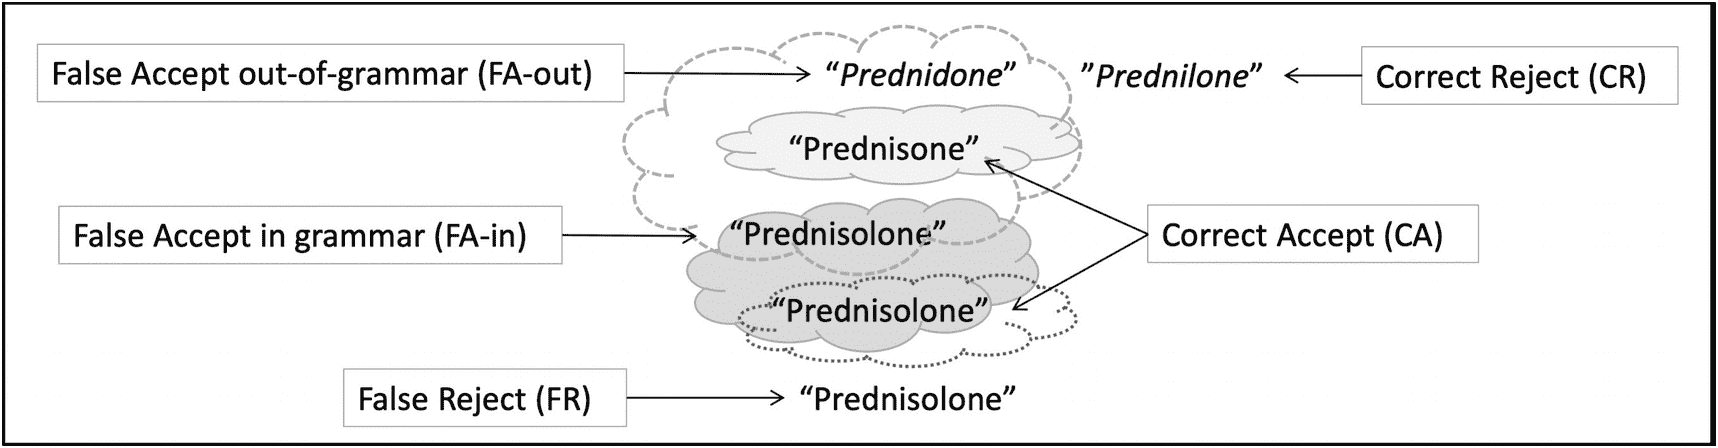 False Accept out-of-grammar (FA-out)
“Prednidone”
”Prednilone”
Correct Reject (CR)
“Prednisone”
False Accept in grammar (FA-in)
“Prednisolone”
Correct Accept (CA)
“Prednisolone”
False Reject (FR)
“Prednisolone”